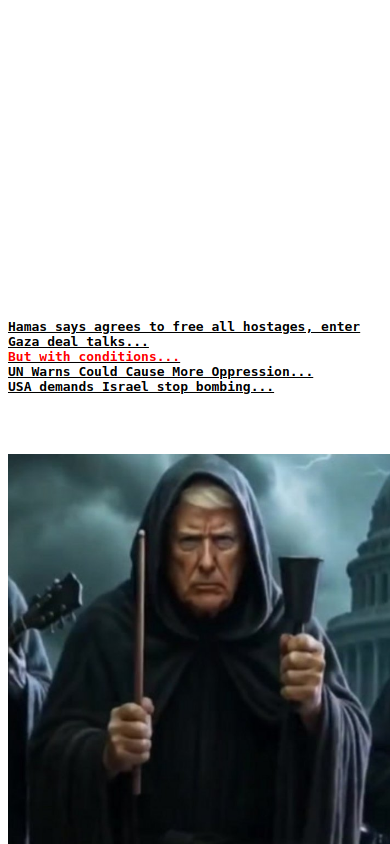 Hamas says agrees to free all hostages, enter
Gaza deal talks...
But with conditions...
UN Warns Could Cause More Oppression...
USA demands Israel stop bombing...